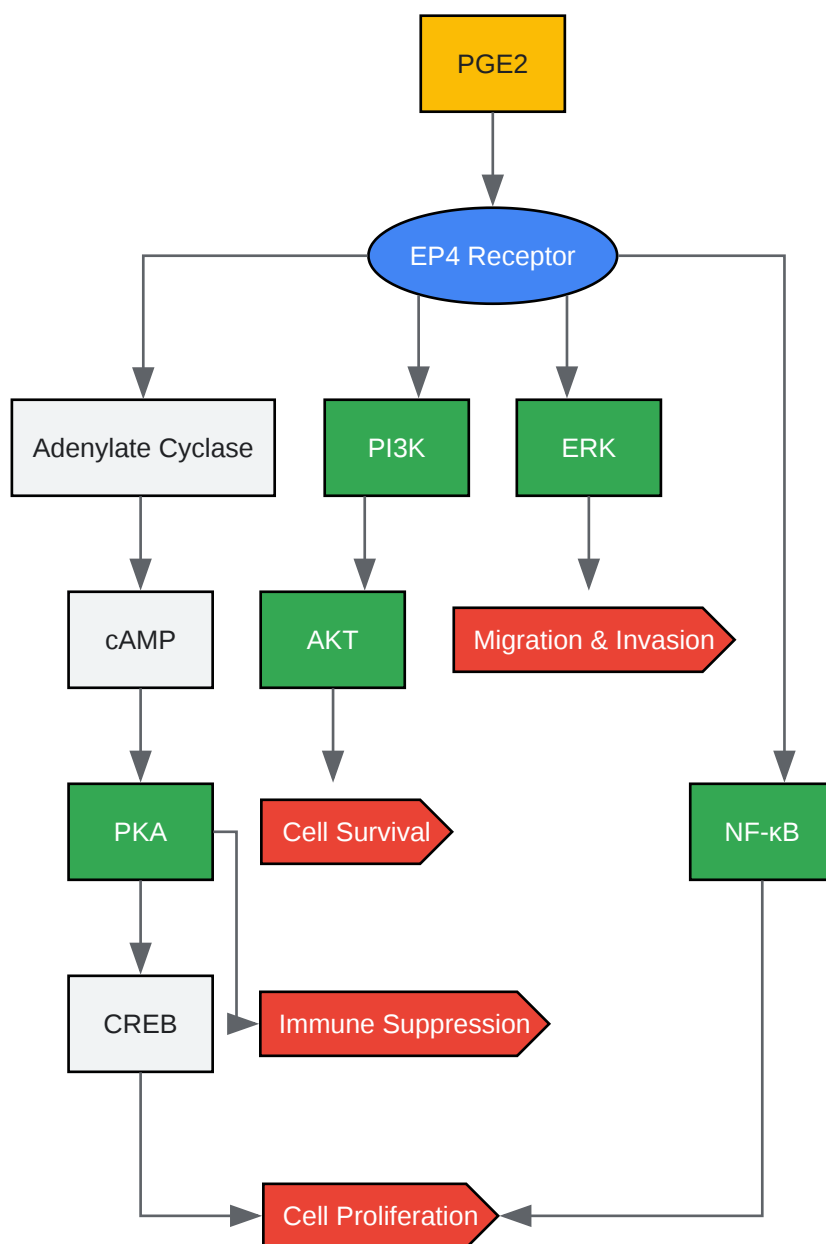 PGE2
EP4 Receptor
Adenylate Cyclase
PI3K
ERK
cAMP
AKT
Migration & Invasion
PKA
Cell Survival
NF-κB
CREB
Immune Suppression
Cell Proliferation